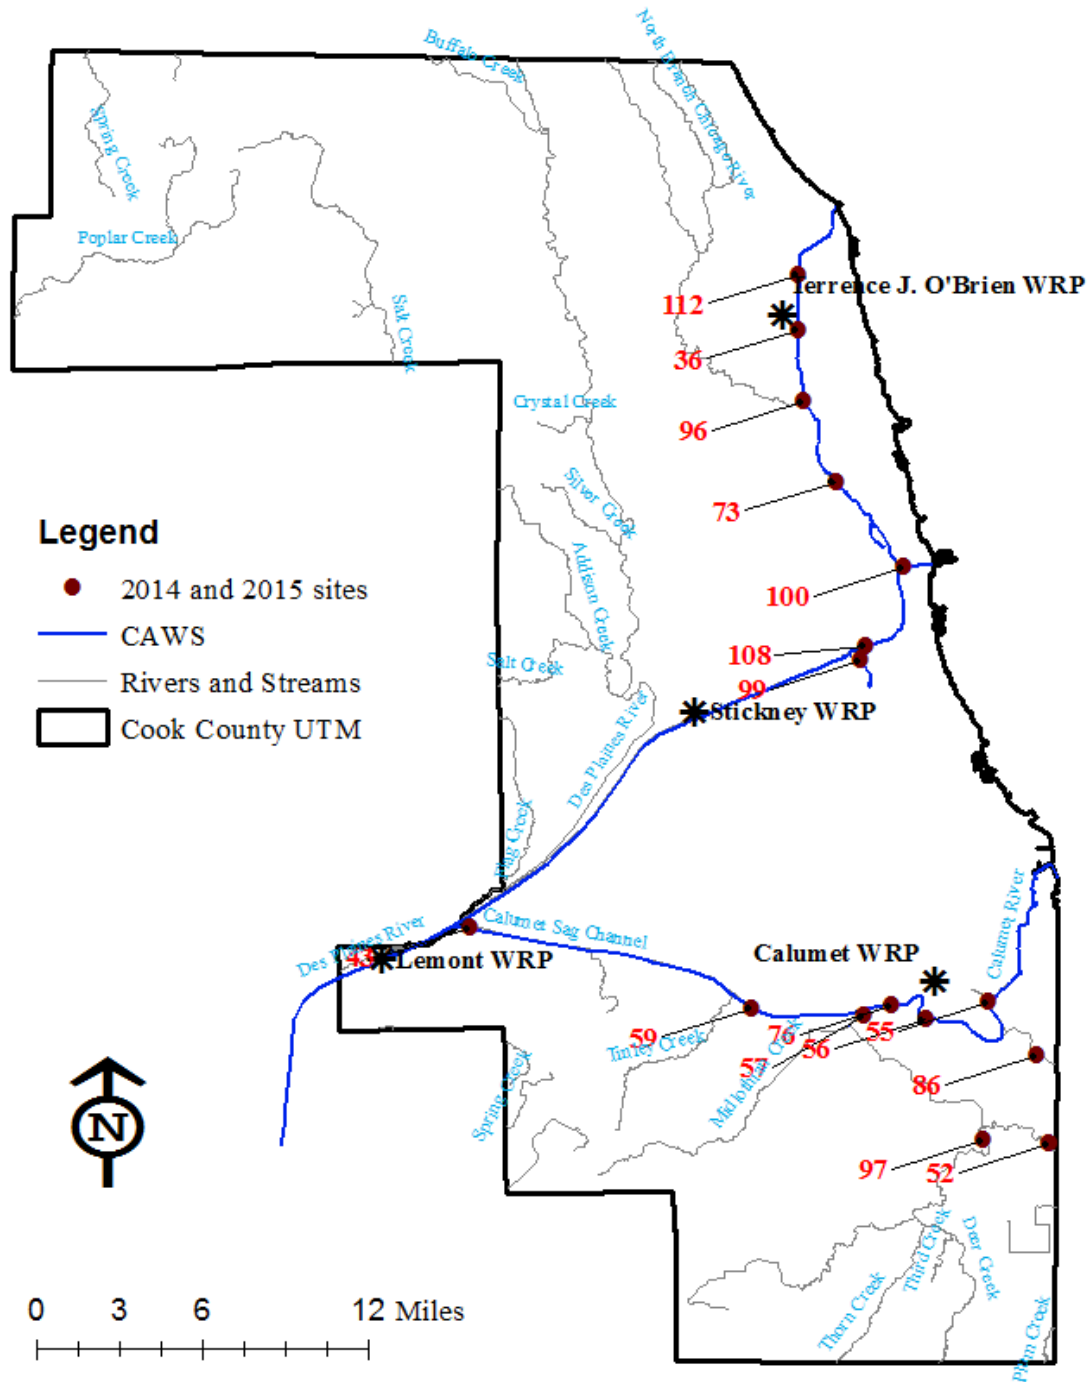 Buffalo Creek
North Branch Chicago River
Spring Creek
Poplar Creek
Salt Creek
Terrence J. O'Brien WRP
112
36
Crystal Creek
96
Silver Creek
73
Legend
2014 and 2015 sites
CAWS
Rivers and Streams
Cook County UTM
Addison Creek
100
108
Salt Creek
99
Stickney WRP
Des Plaines River
Flag Creek
Calumet River
Des Plaines River
Calumet Sag Channel
Calumet WRP
43
Lemont WRP
59
76
55
Tinley Creek
56
57
Midlothian Creek
86
Spring Creek
N
97
52
Third Creek
Deer Creek
Thorn Creek
Plum Creek
0 3 6 12 Miles